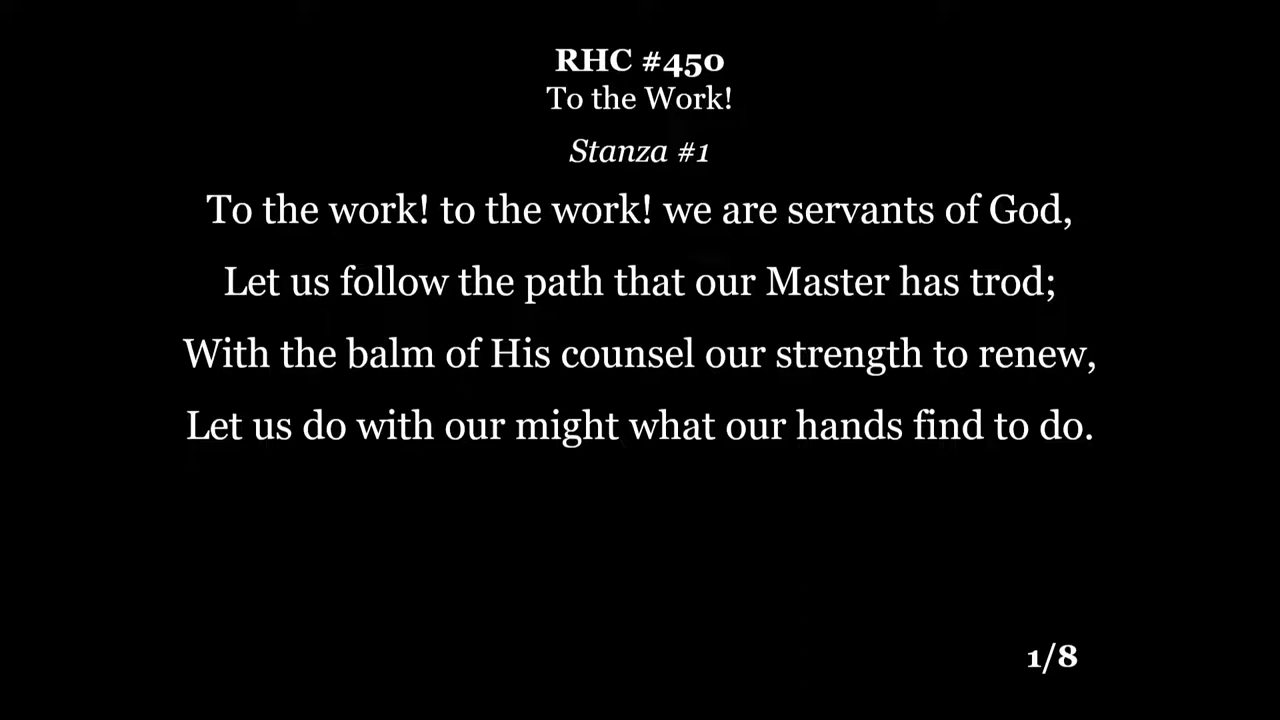 RHC #450
To the Work!
Stanza #1
To the work! to the work! we are servants of God,
Let us follow the path that our Master has trod;
With the balm of His counsel our strength to renew,
Let us do with our might what our hands find to do.
1/8